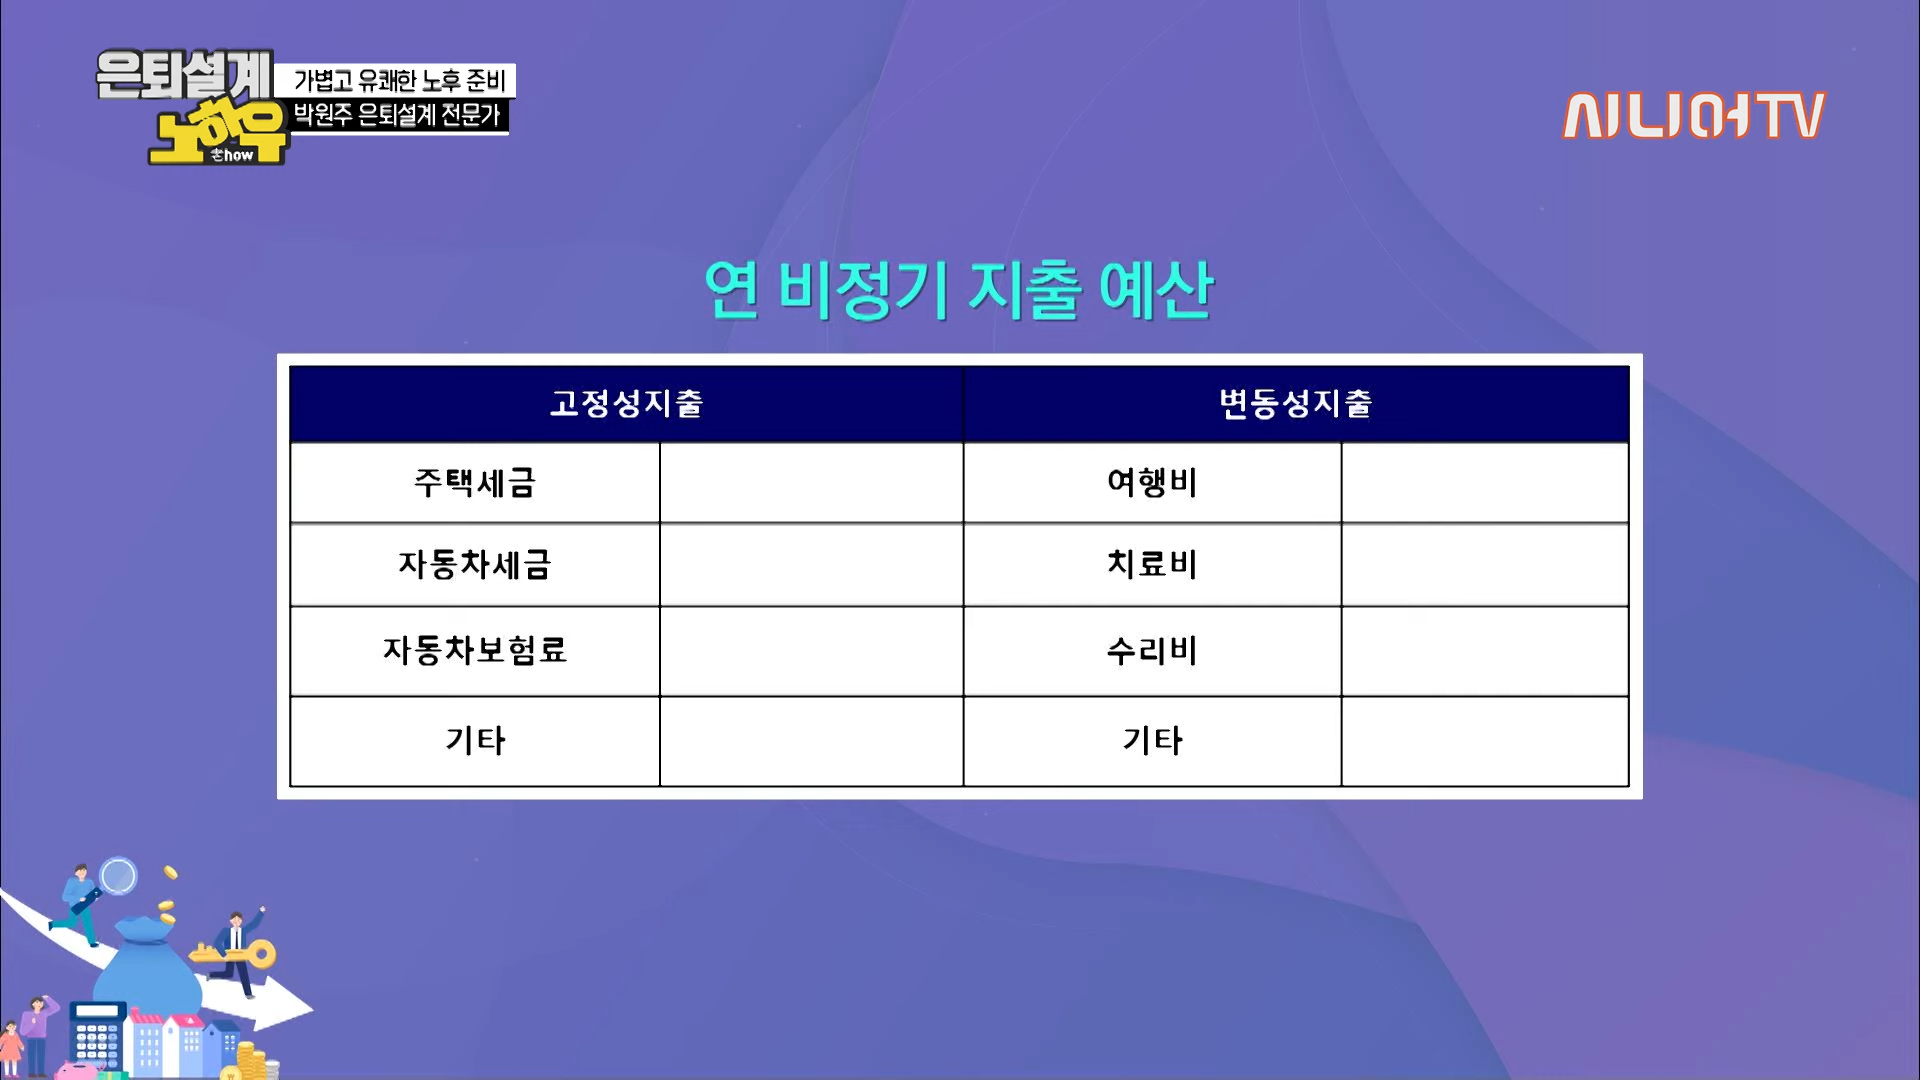 은퇴설계
노하우
老how
가볍고 유쾌한 노후 준비
박원주 은퇴설계 전문가
시니어TV
연 비정기 지출 예산
고정성지출 변동성지출
주택세금 여행비
자동차세금 치료비
자동차보험료 수리비
기타 기타